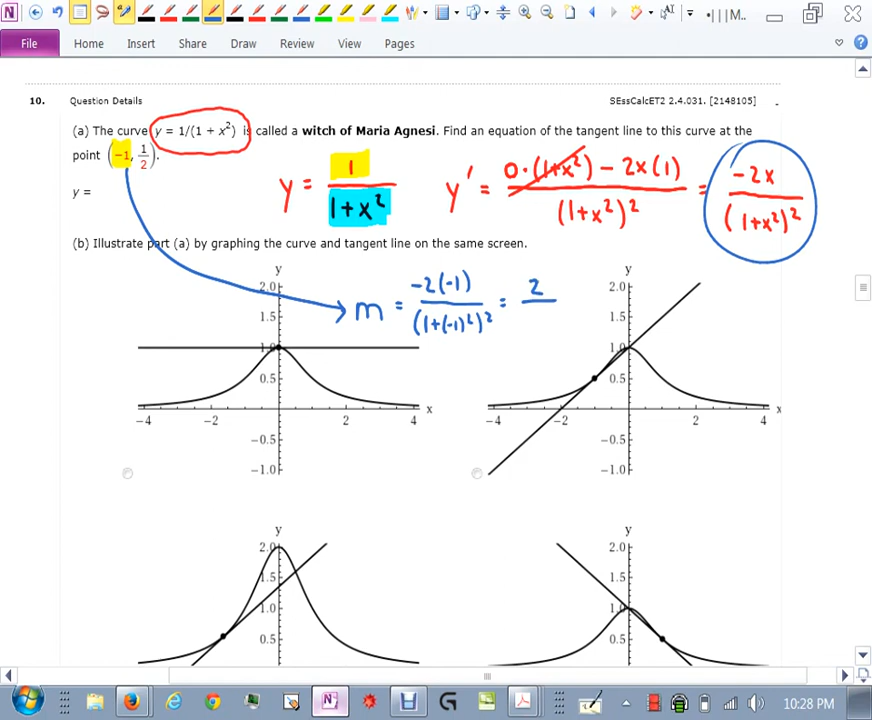 •|||M...
File Home Insert Share Draw Review View Pages
10. Question Details SEssCalcET2 2.4.031. [2148105]
(a) The curve y = 1/(1 + x²) is called a witch of Maria Agnesi. Find an equation of the tangent line to this curve at the
point (−1, 1/2).
y = 1/(1+x²) y' = (0·(1+x²) − 2x(1))/(1+x²)² = −2x/(1+x²)²
y =
(b) Illustrate part (a) by graphing the curve and tangent line on the same screen.
m = −2(−1)/(1+(−1)²)² = 2
y
2.0
1.5
1.0
0.5
x
−4 −2 2 4
−0.5
−1.0
y
2.0
1.5
1.0
0.5
x
−4 −2 2 4
−0.5
−1.0
y
2.0
1.5
1.0
0.5
y
2.0
1.5
1.0
0.5
10:28 PM